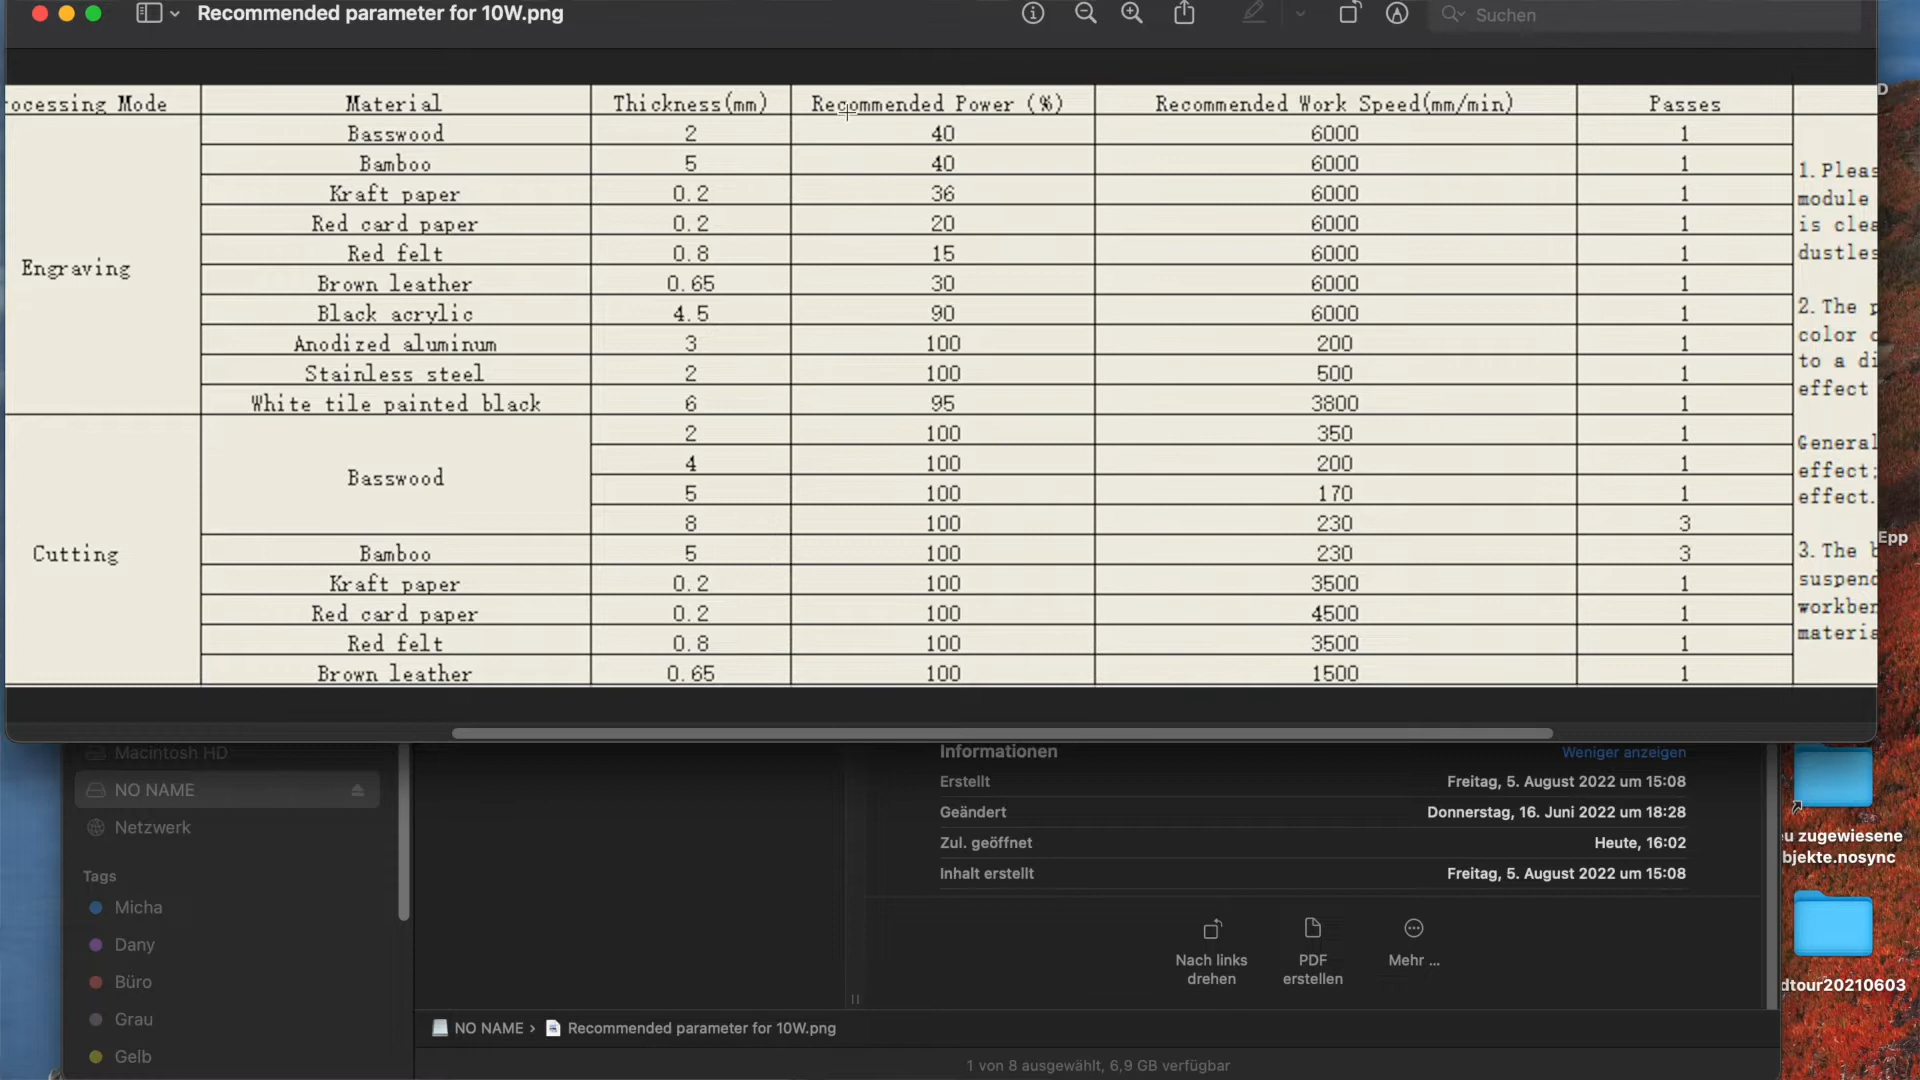 Recommended parameter for 10W.png
Suchen
ocessing Mode Material Thickness(mm) Recommended Power (%) Recommended Work Speed(mm/min) Passes
Engraving
Basswood 2 40 6000 1
Bamboo 5 40 6000 1
Kraft paper 0.2 36 6000 1
Red card paper 0.2 20 6000 1
Red felt 0.8 15 6000 1
Brown leather 0.65 30 6000 1
Black acrylic 4.5 90 6000 1
Anodized aluminum 3 100 200 1
Stainless steel 2 100 500 1
White tile painted black 6 95 3800 1
Cutting
Basswood
2 100 350 1
4 100 200 1
5 100 170 1
8 100 230 3
Bamboo 5 100 230 3
Kraft paper 0.2 100 3500 1
Red card paper 0.2 100 4500 1
Red felt 0.8 100 3500 1
Brown leather 0.65 100 1500 1
1.Pleas
module
is clea
dustles
2.The p
color o
to a di
effect
General
effect;
effect.
3.The b
suspend
workben
materia
D
Epp
Macintosh HD
NO NAME
Netzwerk
Tags
Micha
Dany
Büro
Grau
Gelb
Informationen Weniger anzeigen
Erstellt Freitag, 5. August 2022 um 15:08
Geändert Donnerstag, 16. Juni 2022 um 18:28
Zul. geöffnet Heute, 16:02
Inhalt erstellt Freitag, 5. August 2022 um 15:08
Nach links
drehen
PDF
erstellen
Mehr ...
NO NAME › Recommended parameter for 10W.png
1 von 8 ausgewählt, 6,9 GB verfügbar
u zugewiesene
bjekte.nosync
dtour20210603